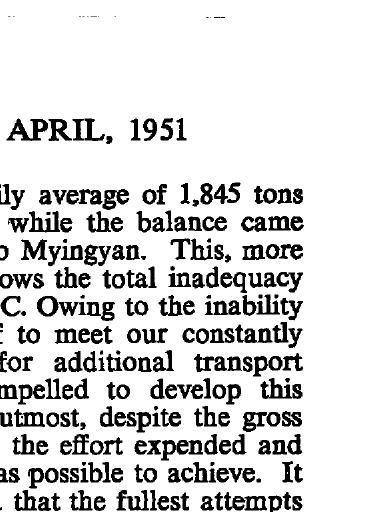 APRIL, 1951
ily average of 1,845 tons
while the balance came
o Myingyan. This, more
ows the total inadequacy
C. Owing to the inability
f to meet our constantly
for additional transport
mpelled to develop this
utmost, despite the gross
the effort expended and
as possible to achieve. It
that the fullest attempts